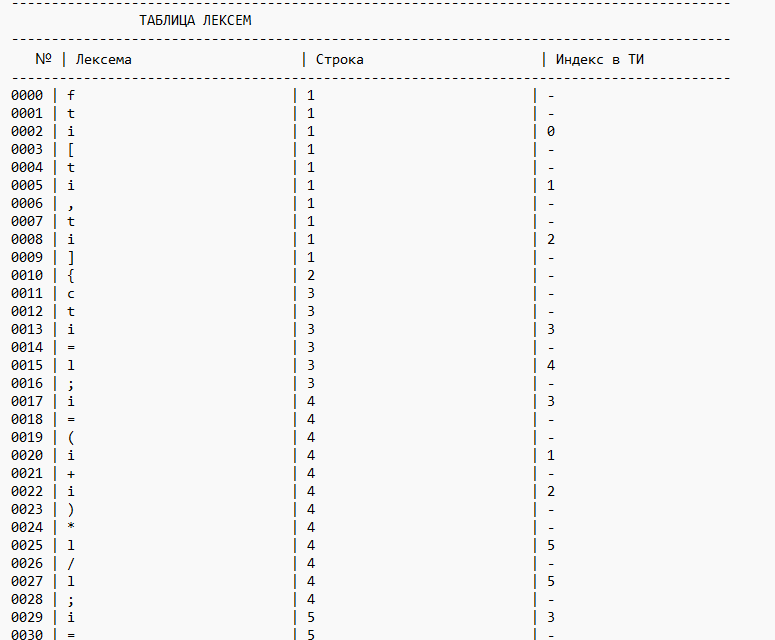 ТАБЛИЦА ЛЕКСЕМ
№ | Лексема | Строка | Индекс в ТИ
0000 | f | 1 | -
0001 | t | 1 | -
0002 | i | 1 | 0
0003 | [ | 1 | -
0004 | t | 1 | -
0005 | i | 1 | 1
0006 | , | 1 | -
0007 | t | 1 | -
0008 | i | 1 | 2
0009 | ] | 1 | -
0010 | { | 2 | -
0011 | c | 3 | -
0012 | t | 3 | -
0013 | i | 3 | 3
0014 | = | 3 | -
0015 | l | 3 | 4
0016 | ; | 3 | -
0017 | i | 4 | 3
0018 | = | 4 | -
0019 | ( | 4 | -
0020 | i | 4 | 1
0021 | + | 4 | -
0022 | i | 4 | 2
0023 | ) | 4 | -
0024 | * | 4 | -
0025 | l | 4 | 5
0026 | / | 4 | -
0027 | l | 4 | 5
0028 | ; | 4 | -
0029 | i | 5 | 3
0030 | = | 5 | -